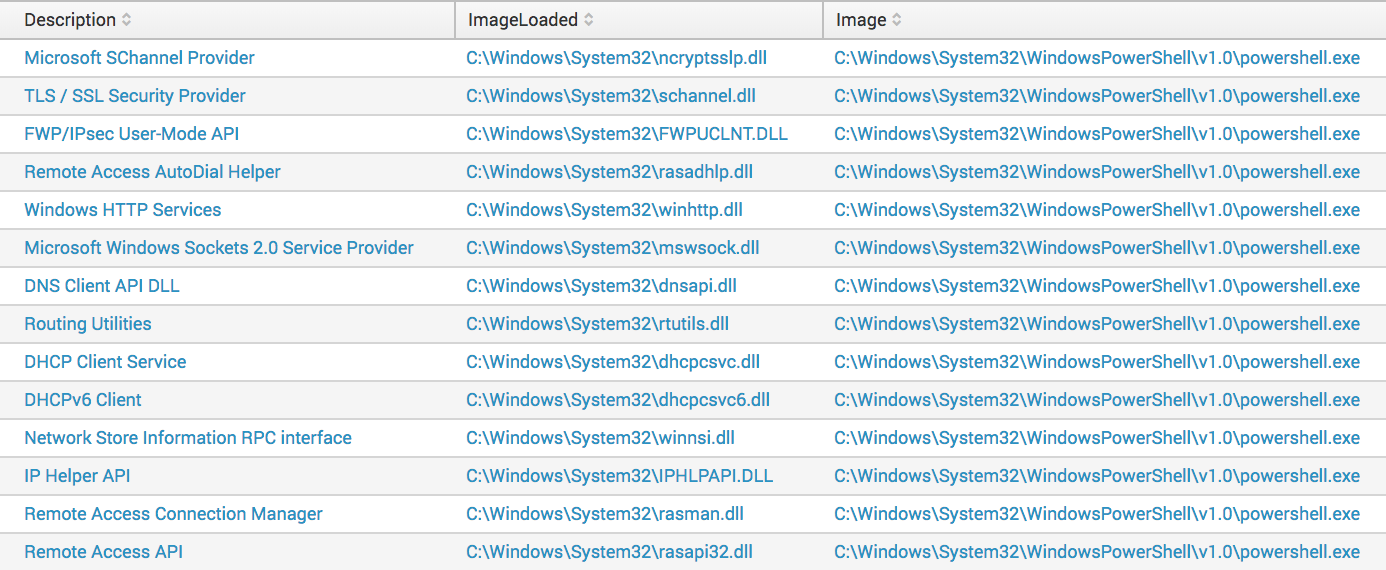 Description ImageLoaded Image
Microsoft SChannel Provider C:\Windows\System32\ncryptsslp.dll C:\Windows\System32\WindowsPowerShell\v1.0\powershell.exe
TLS / SSL Security Provider C:\Windows\System32\schannel.dll C:\Windows\System32\WindowsPowerShell\v1.0\powershell.exe
FWP/IPsec User-Mode API C:\Windows\System32\FWPUCLNT.DLL C:\Windows\System32\WindowsPowerShell\v1.0\powershell.exe
Remote Access AutoDial Helper C:\Windows\System32\rasadhlp.dll C:\Windows\System32\WindowsPowerShell\v1.0\powershell.exe
Windows HTTP Services C:\Windows\System32\winhttp.dll C:\Windows\System32\WindowsPowerShell\v1.0\powershell.exe
Microsoft Windows Sockets 2.0 Service Provider C:\Windows\System32\mswsock.dll C:\Windows\System32\WindowsPowerShell\v1.0\powershell.exe
DNS Client API DLL C:\Windows\System32\dnsapi.dll C:\Windows\System32\WindowsPowerShell\v1.0\powershell.exe
Routing Utilities C:\Windows\System32\rtutils.dll C:\Windows\System32\WindowsPowerShell\v1.0\powershell.exe
DHCP Client Service C:\Windows\System32\dhcpcsvc.dll C:\Windows\System32\WindowsPowerShell\v1.0\powershell.exe
DHCPv6 Client C:\Windows\System32\dhcpcsvc6.dll C:\Windows\System32\WindowsPowerShell\v1.0\powershell.exe
Network Store Information RPC interface C:\Windows\System32\winnsi.dll C:\Windows\System32\WindowsPowerShell\v1.0\powershell.exe
IP Helper API C:\Windows\System32\IPHLPAPI.DLL C:\Windows\System32\WindowsPowerShell\v1.0\powershell.exe
Remote Access Connection Manager C:\Windows\System32\rasman.dll C:\Windows\System32\WindowsPowerShell\v1.0\powershell.exe
Remote Access API C:\Windows\System32\rasapi32.dll C:\Windows\System32\WindowsPowerShell\v1.0\powershell.exe